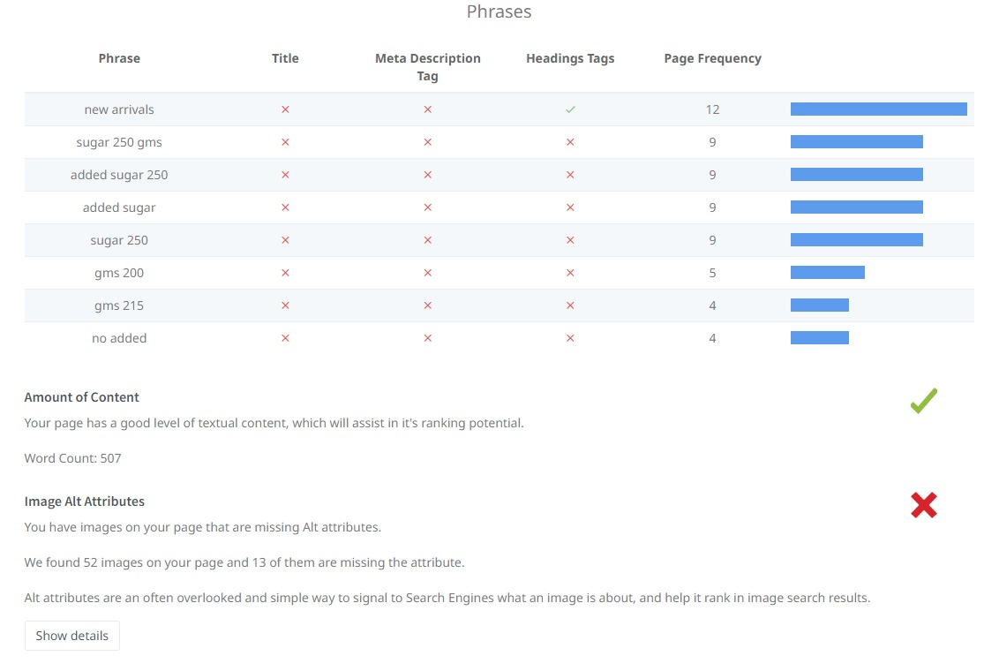 Phrases
Phrase Title Meta Description Tag Headings Tags Page Frequency
new arrivals × × ✓ 12
sugar 250 gms × × × 9
added sugar 250 × × × 9
added sugar × × × 9
sugar 250 × × × 9
gms 200 × × × 5
gms 215 × × × 4
no added × × × 4
Amount of Content
Your page has a good level of textual content, which will assist in it's ranking potential.
Word Count: 507
Image Alt Attributes
You have images on your page that are missing Alt attributes.
We found 52 images on your page and 13 of them are missing the attribute.
Alt attributes are an often overlooked and simple way to signal to Search Engines what an image is about, and help it rank in image search results.
Show details